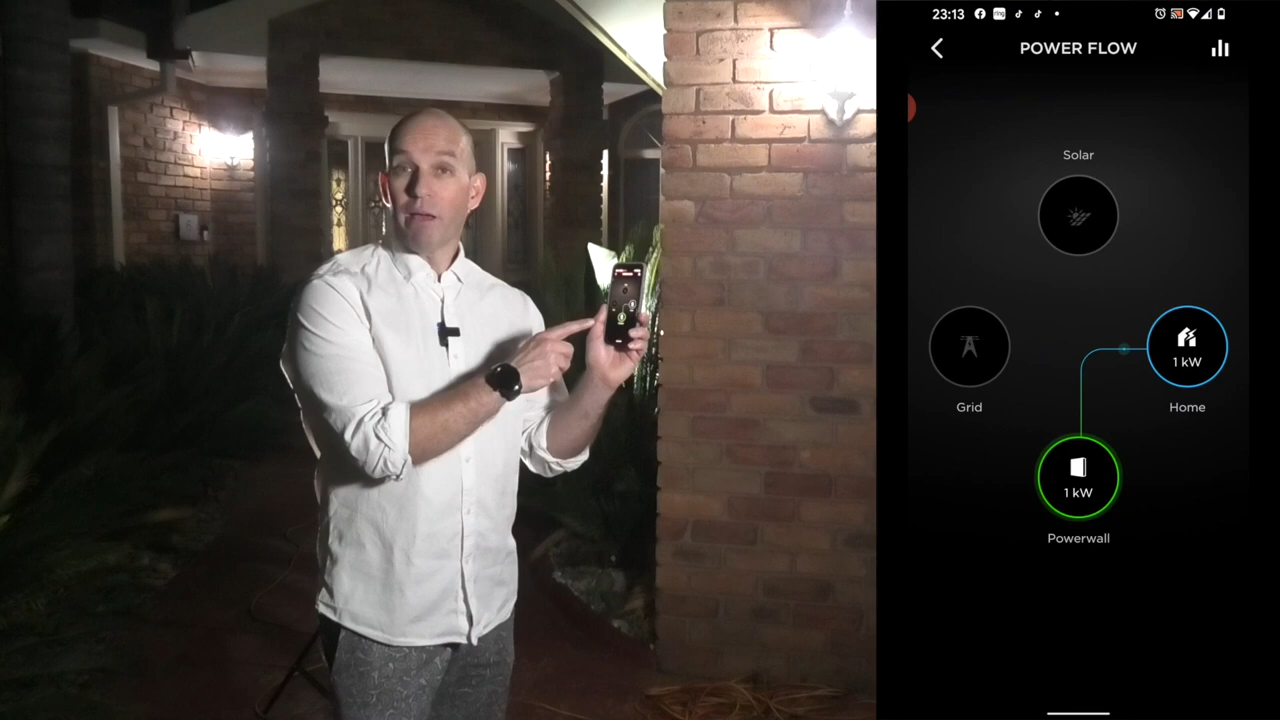 23:13
POWER FLOW
Solar
1 kW
Grid
Home
1 kW
Powerwall